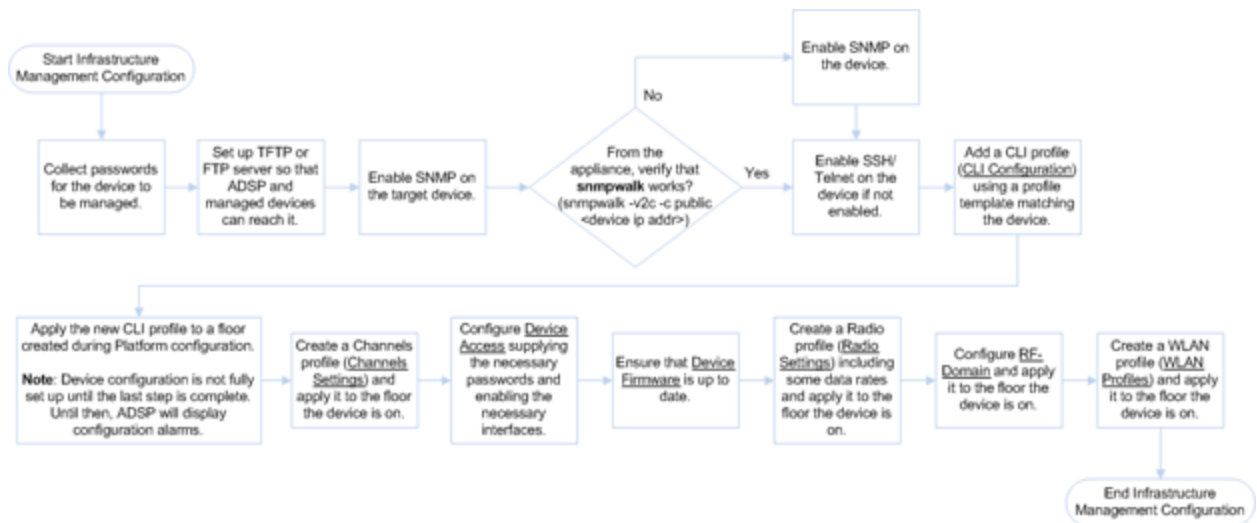 Start Infrastructure
Management Configuration
Collect passwords
for the device to
be managed.
Set up TFTP or
FTP server so that
ADSP and
managed devices
can reach it.
Enable SNMP on
the target device.
From the
appliance, verify that
snmpwalk works?
(snmpwalk -v2c -c public
<device ip addr>)
No
Enable SNMP on
the device.
Yes
Enable SSH/
Telnet on the
device if not
enabled.
Add a CLI profile
(CLI Configuration)
using a profile
template matching
the device.
Apply the new CLI profile to a floor
created during Platform configuration.
Note: Device configuration is not fully
set up until the last step is complete.
Until then, ADSP will display
configuration alarms.
Create a Channels
profile (Channels
Settings) and
apply it to the floor
the device is on.
Configure Device
Access supplying
the necessary
passwords and
enabling the
necessary
interfaces.
Ensure that Device
Firmware is up to
date.
Create a Radio
profile (Radio
Settings) including
some data rates
and apply it to the
floor the device is
on.
Configure RF-
Domain and apply
it to the floor the
device is on.
Create a WLAN
profile (WLAN
Profiles) and apply
it to the floor the
device is on.
End Infrastructure
Management Configuration